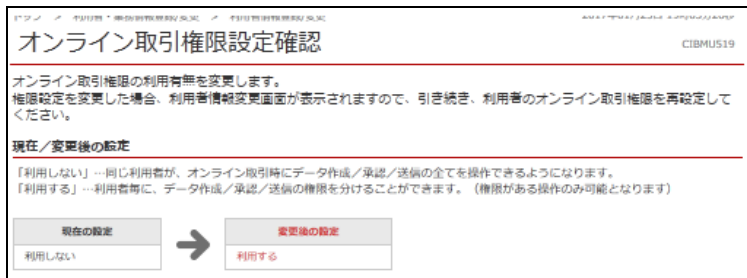 オンライン取引権限設定確認
CIBMU519
オンライン取引権限の利用有無を変更します。
権限設定を変更した場合、利用者情報変更画面が表示されますので、引き続き、利用者のオンライン取引権限を再設定して
ください。
現在／変更後の設定
「利用しない」…同じ利用者が、オンライン取引時にデータ作成／承認／送信の全てを操作できるようになります。
「利用する」…利用者毎に、データ作成／承認／送信の権限を分けることができます。（権限がある操作のみ可能となります）
現在の設定
変更後の設定
利用しない
利用する